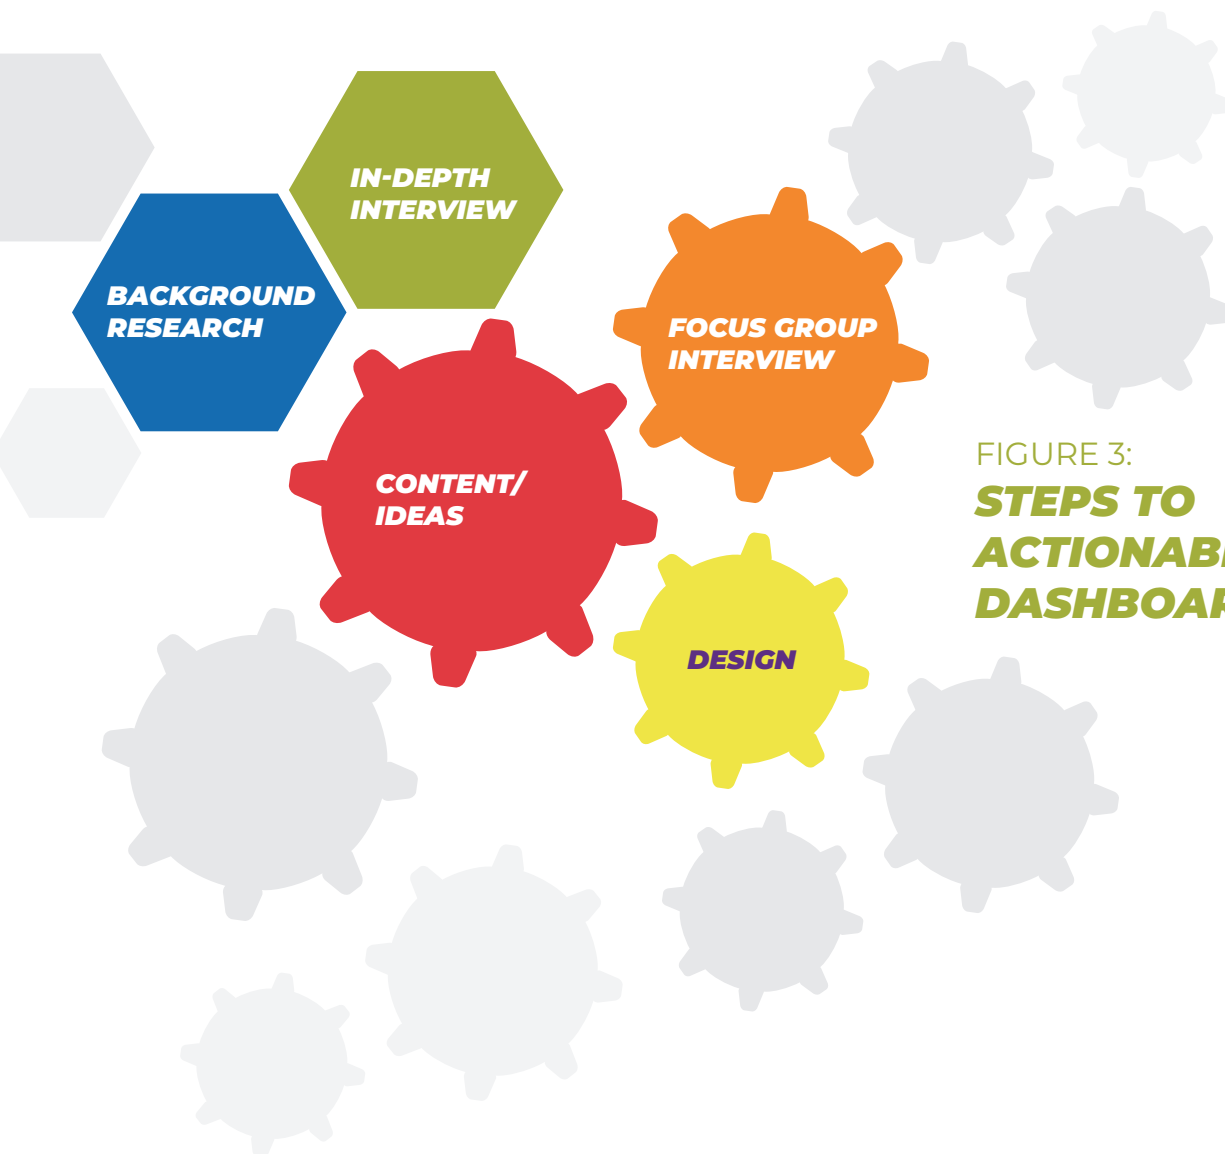 IN-DEPTH
INTERVIEW
BACKGROUND
RESEARCH
FOCUS GROUP
INTERVIEW
CONTENT/
IDEAS
FIGURE 3:
STEPS TO
DESIGN